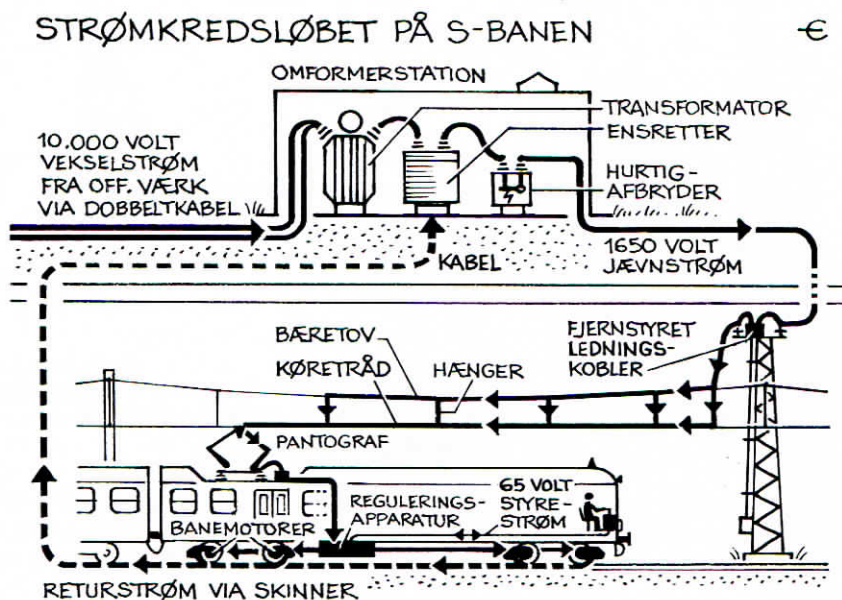 STRØMKREDSLØBET PÅ S-BANEN
OMFORMERSTATION
10.000 VOLT
VEKSELSTRØM
FRA OFF. VÆRK
VIA DOBBELTKABEL
TRANSFORMATOR
ENSRETTER
HURTIG-
AFBRYDER
KABEL
1650 VOLT
JÆVNSTRØM
BÆRETOV
KØRETRÅD
HÆNGER
FJERNSTYRET
LEDNINGS-
KOBLER
PANTOGRAF
BANEMOTORER
REGULERINGS-
APPARATUR
65 VOLT
STYRE-
STRØM
RETURSTRØM VIA SKINNER